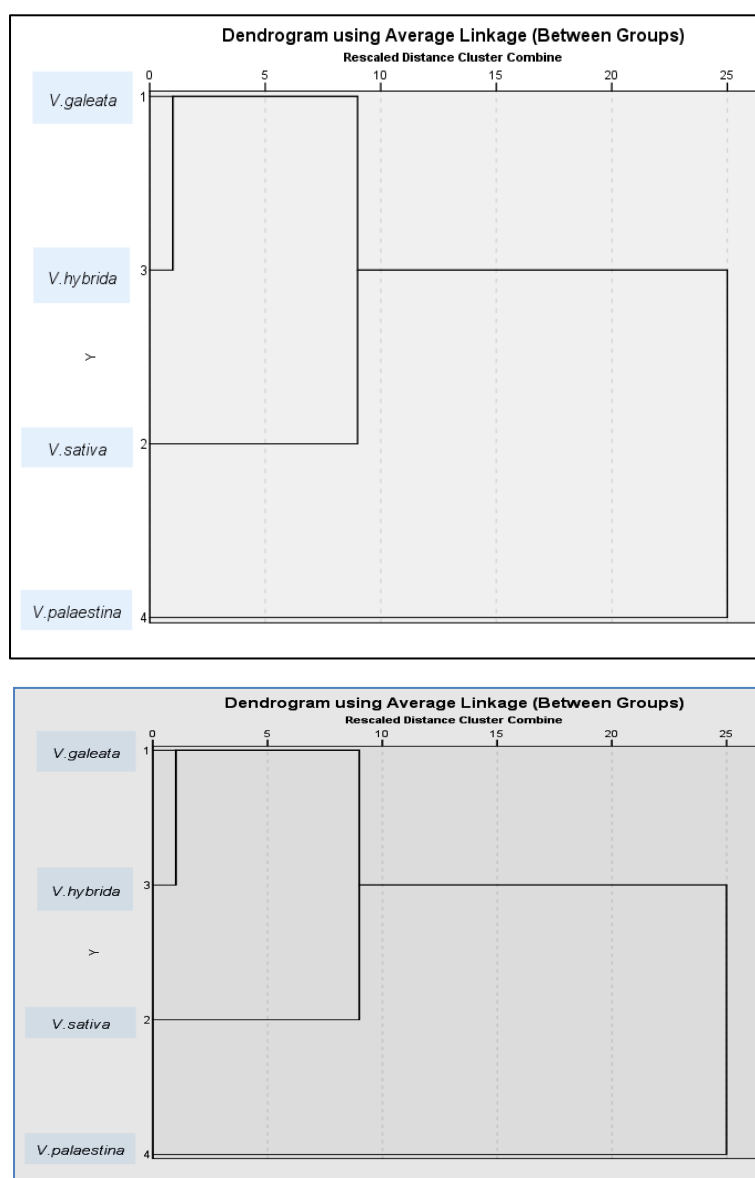 Dendrogram using Average Linkage (Between Groups)
Rescaled Distance Cluster Combine
0 5 10 15 20 25
V.galeata 1
V.hybrida 3
Y
V.sativa 2
V.palaestina 4
Dendrogram using Average Linkage (Between Groups)
Rescaled Distance Cluster Combine
0 5 10 15 20 25
V.galeata 1
V.hybrida 3
Y
V.sativa 2
V.palaestina 4